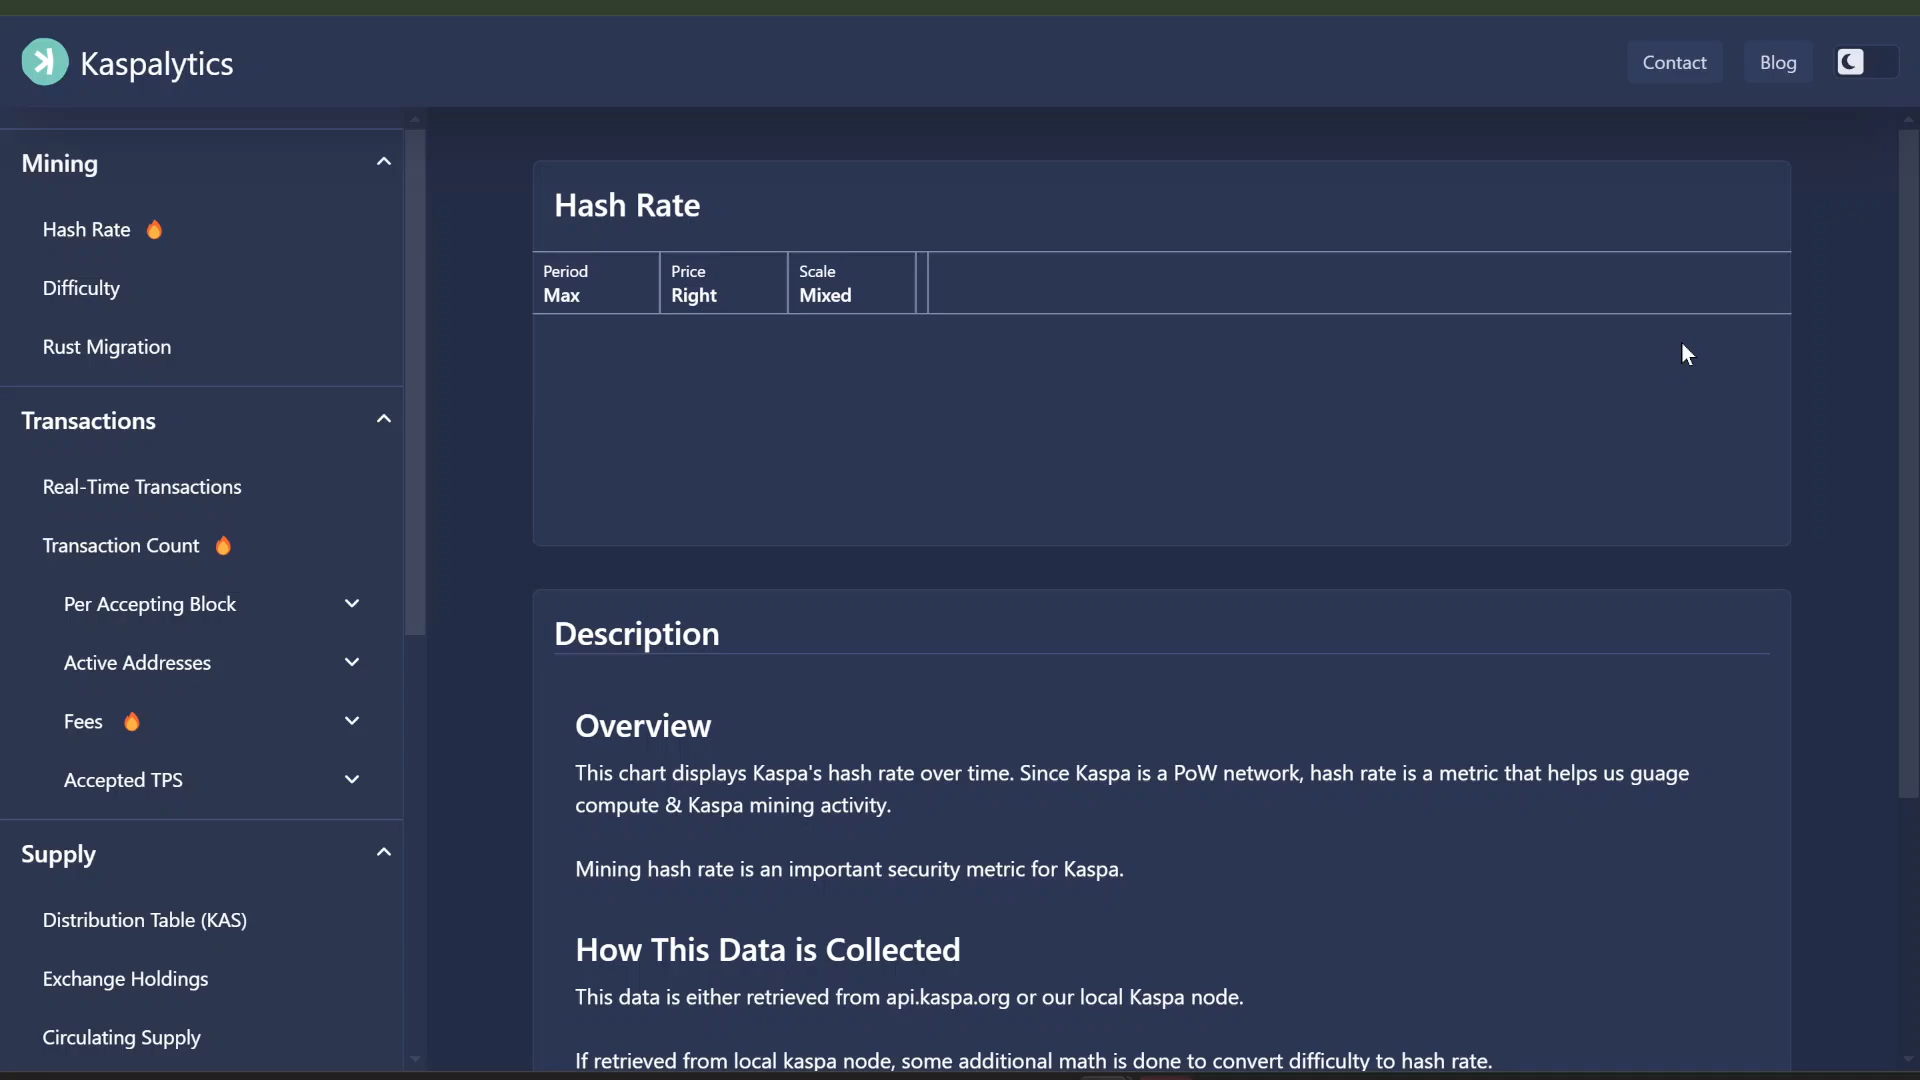 Kaspalytics
Contact
Blog
Mining
Hash Rate
Difficulty
Rust Migration
Transactions
Real-Time Transactions
Transaction Count
Per Accepting Block
Active Addresses
Fees
Accepted TPS
Supply
Distribution Table (KAS)
Exchange Holdings
Circulating Supply
Hash Rate
Period
Max
Price
Right
Scale
Mixed
Description
Overview
This chart displays Kaspa's hash rate over time. Since Kaspa is a PoW network, hash rate is a metric that helps us guage
compute & Kaspa mining activity.
Mining hash rate is an important security metric for Kaspa.
How This Data is Collected
This data is either retrieved from api.kaspa.org or our local Kaspa node.
If retrieved from local kaspa node, some additional math is done to convert difficulty to hash rate.